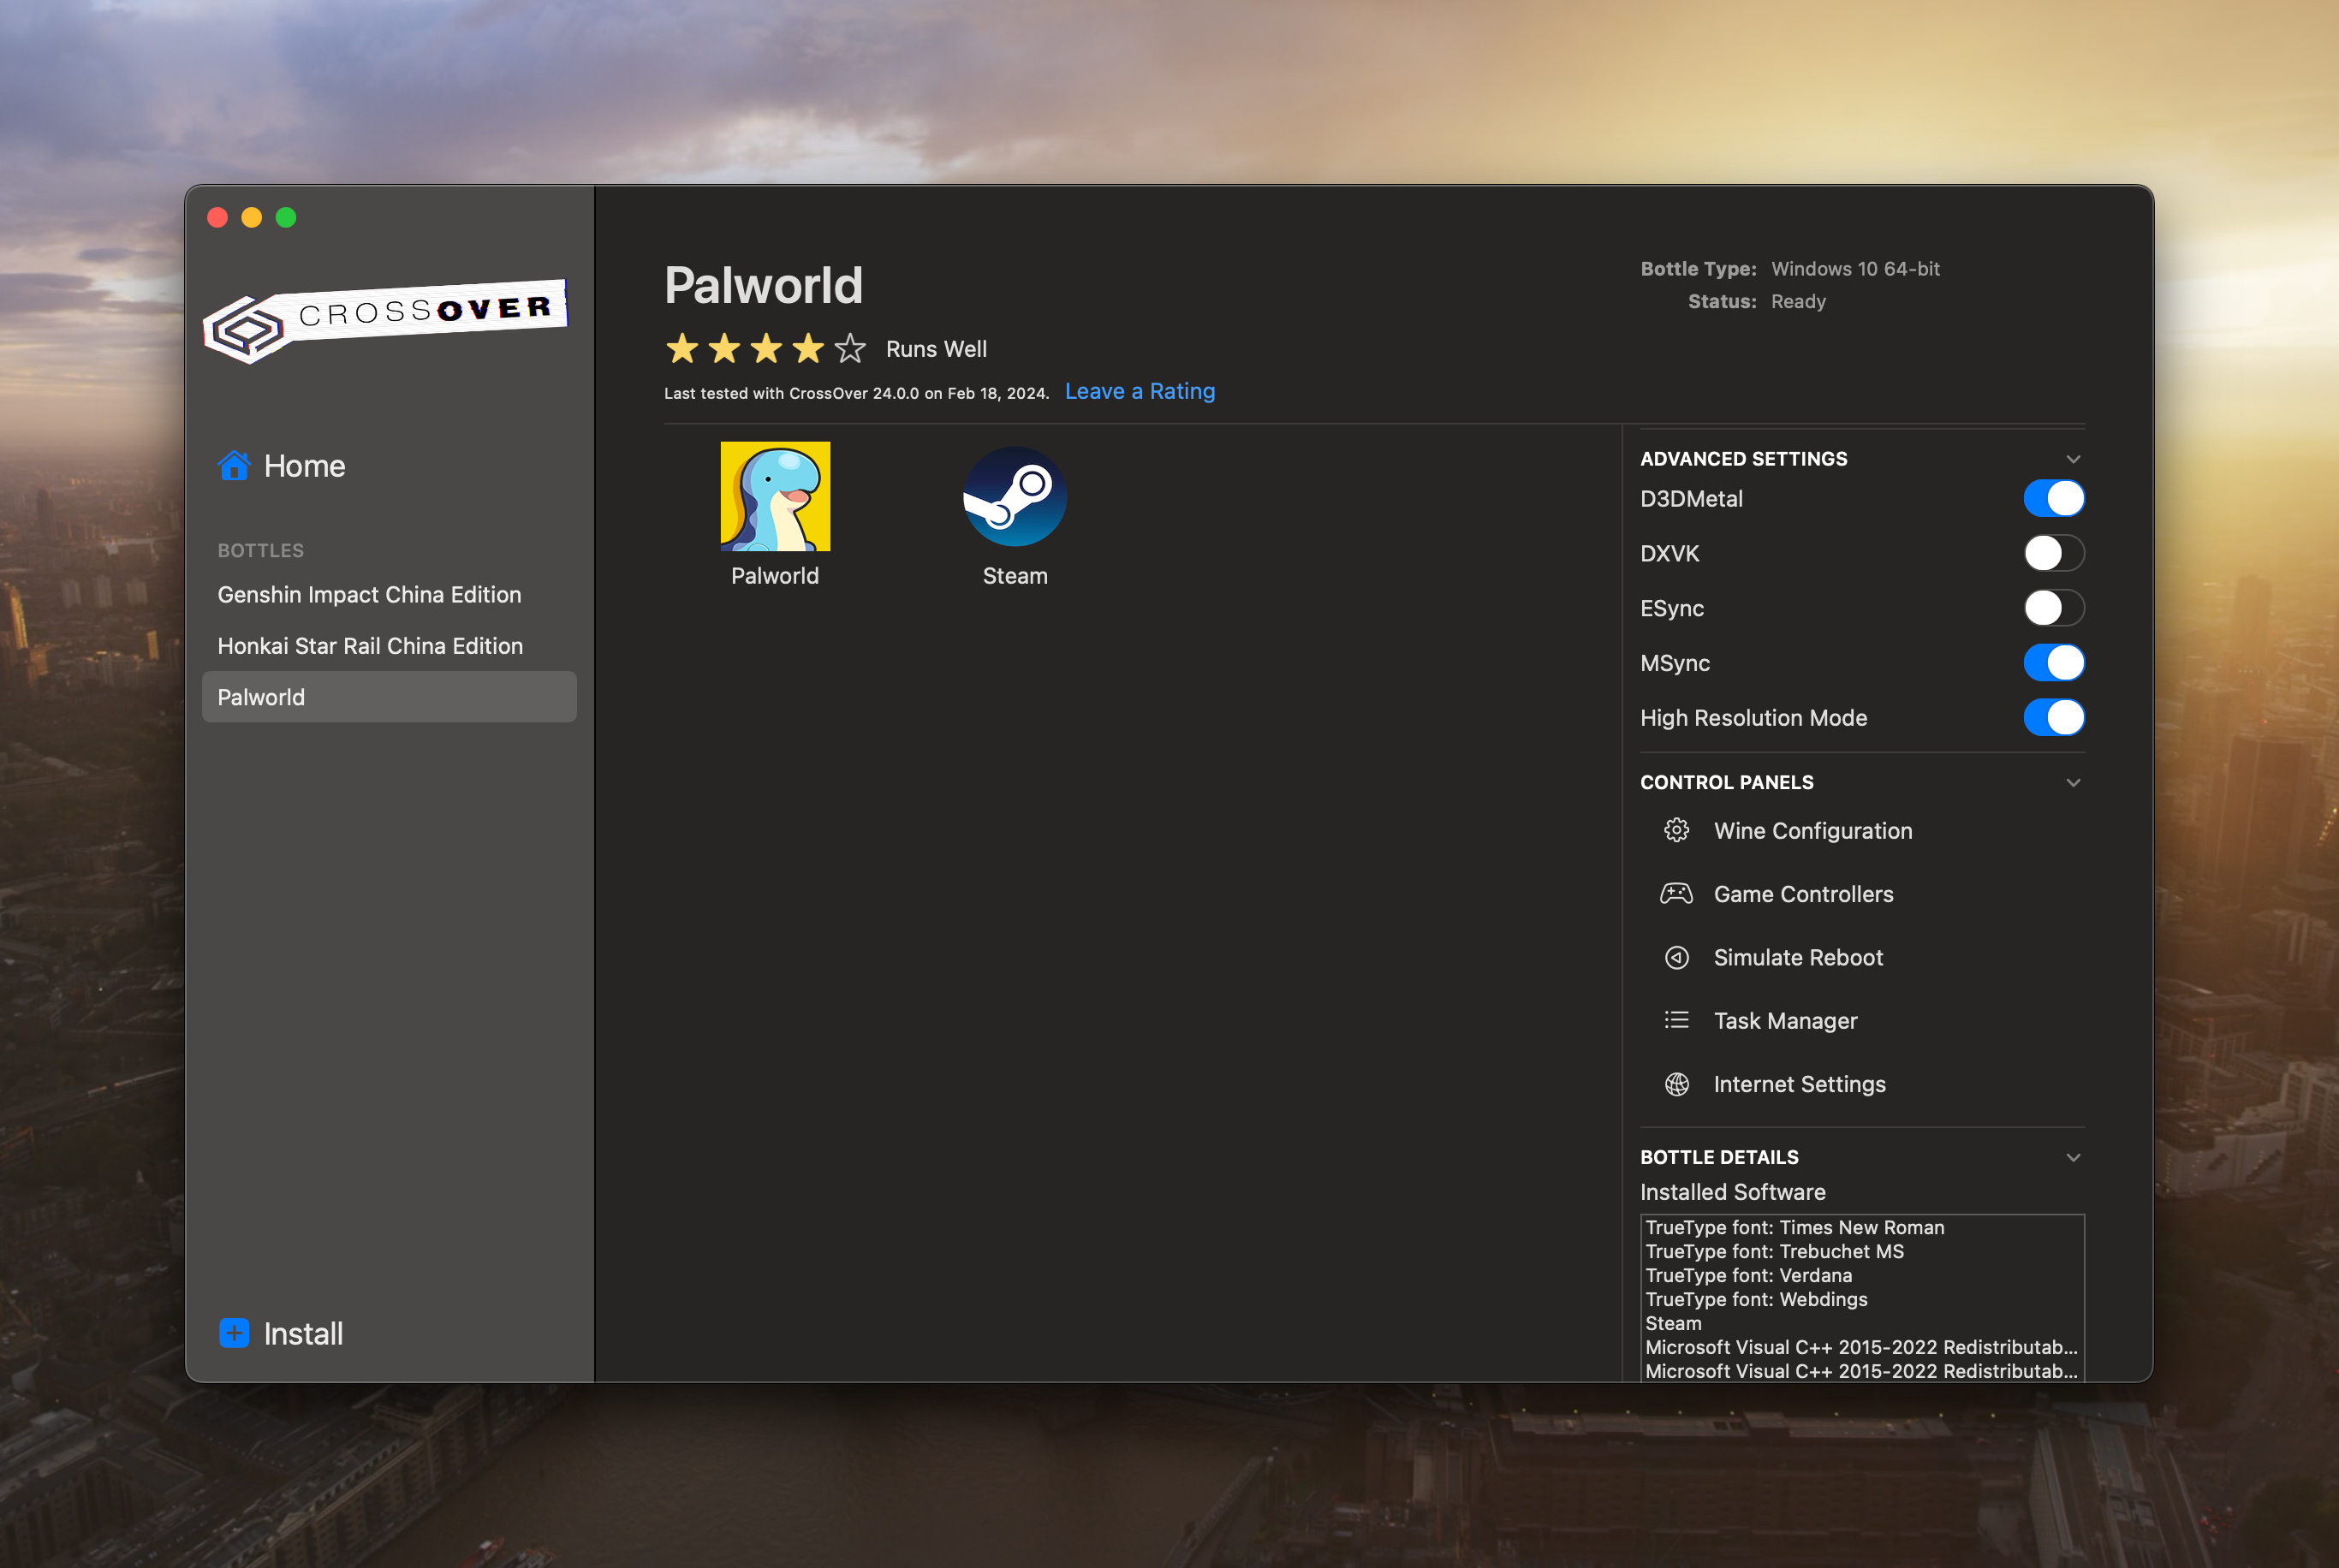 CROSSOVER
Home
BOTTLES
Genshin Impact China Edition
Honkai Star Rail China Edition
Palworld
Install
Palworld
Runs Well
Last tested with CrossOver 24.0.0 on Feb 18, 2024. Leave a Rating
Bottle Type: Windows 10 64-bit
Status: Ready
Palworld
Steam
ADVANCED SETTINGS
D3DMetal
DXVK
ESync
MSync
High Resolution Mode
CONTROL PANELS
Wine Configuration
Game Controllers
Simulate Reboot
Task Manager
Internet Settings
BOTTLE DETAILS
Installed Software
TrueType font: Times New Roman
TrueType font: Trebuchet MS
TrueType font: Verdana
TrueType font: Webdings
Steam
Microsoft Visual C++ 2015-2022 Redistributab...
Microsoft Visual C++ 2015-2022 Redistributab...